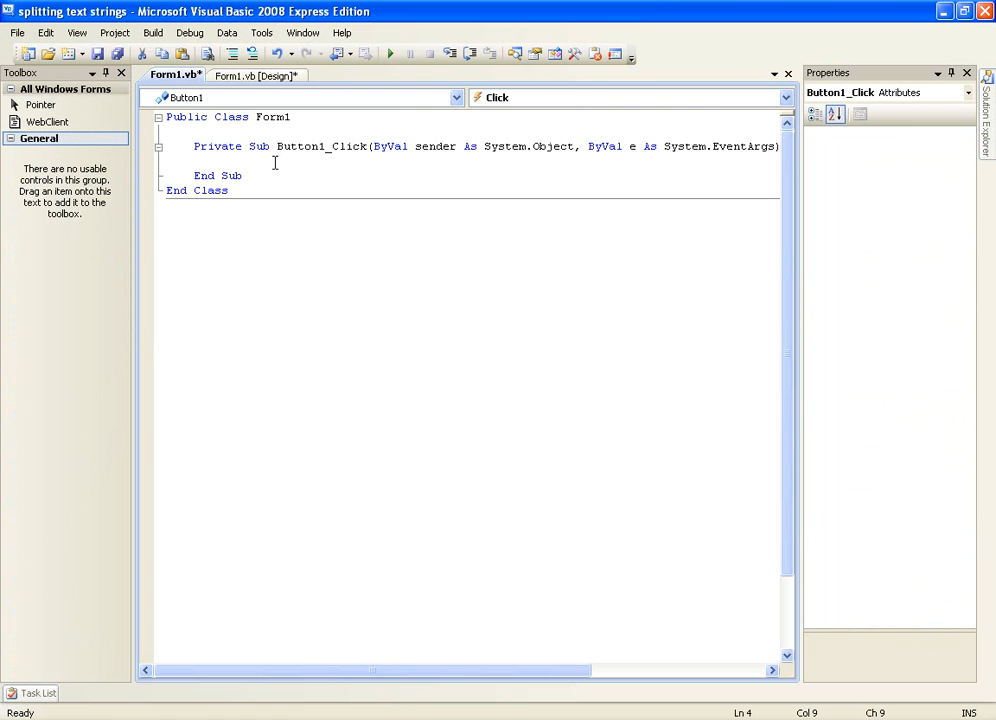 splitting text strings - Microsoft Visual Basic 2008 Express Edition
File Edit View Project Build Debug Data Tools Window Help
Toolbox
All Windows Forms
Pointer
WebClient
General
There are no usable
controls in this group.
Drag an item onto this
text to add it to the
toolbox.
Form1.vb* Form1.vb [Design]*
Button1 Click
Public Class Form1
Private Sub Button1_Click(ByVal sender As System.Object, ByVal e As System.EventArgs)
End Sub
End Class
Properties
Button1_Click Attributes
Solution Explorer
Task List
Ready Ln 4 Col 9 Ch 9 INS